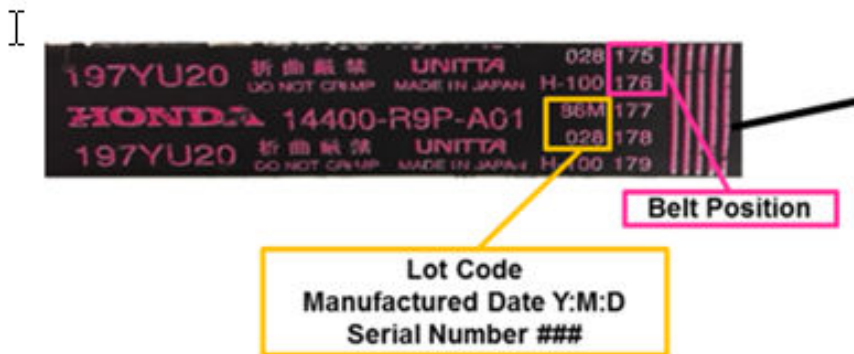 028 175
197YU20 折曲厳禁 UNITTA
DO NOT CRIMP MADE IN JAPAN H-100 176
HONDA 14400-R9P-A01 S6M 177
028 178
197YU20 折曲厳禁 UNITTA
DO NOT CRIMP MADE IN JAPAN H-100 179
Belt Position
Lot Code
Manufactured Date Y:M:D
Serial Number ###